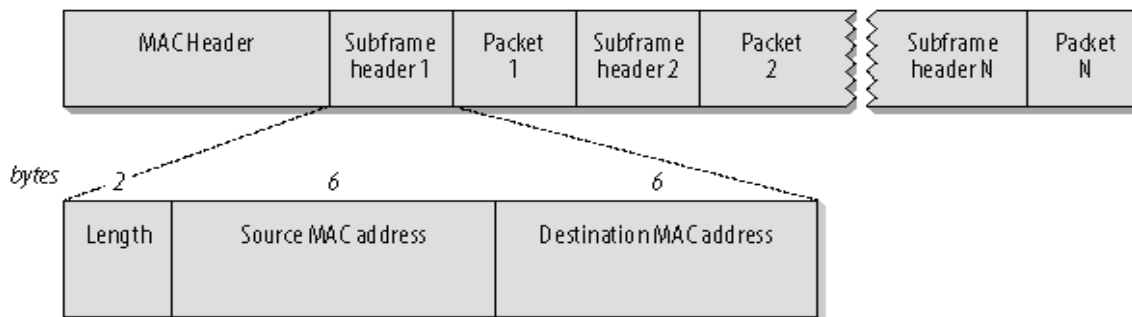 MAC Header
Subframe
header 1
Packet
1
Subframe
header 2
Packet
2
Subframe
header N
Packet
N
bytes
2
6
6
Length
Source MAC address
Destination MAC address